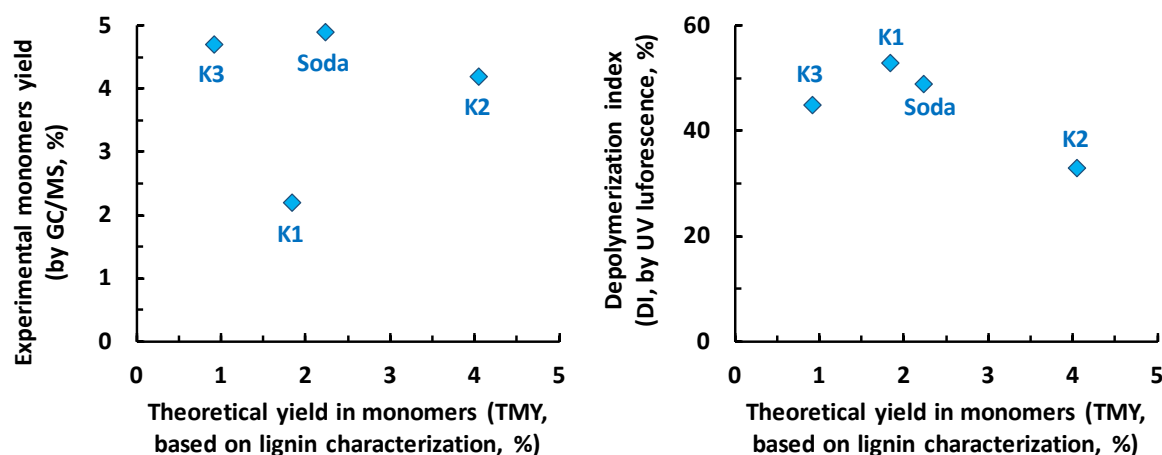 Experimental monomers yield
(by GC/MS, %)
5
4
3
2
1
0
K3
Soda
K2
K1
0 1 2 3 4 5
Theoretical yield in monomers (TMY,
based on lignin characterization, %)
Depolymerization index
(DI, by UV luforescence, %)
60
40
20
0
K1
K3
Soda
K2
0 1 2 3 4 5
Theoretical yield in monomers (TMY,
based on lignin characterization, %)